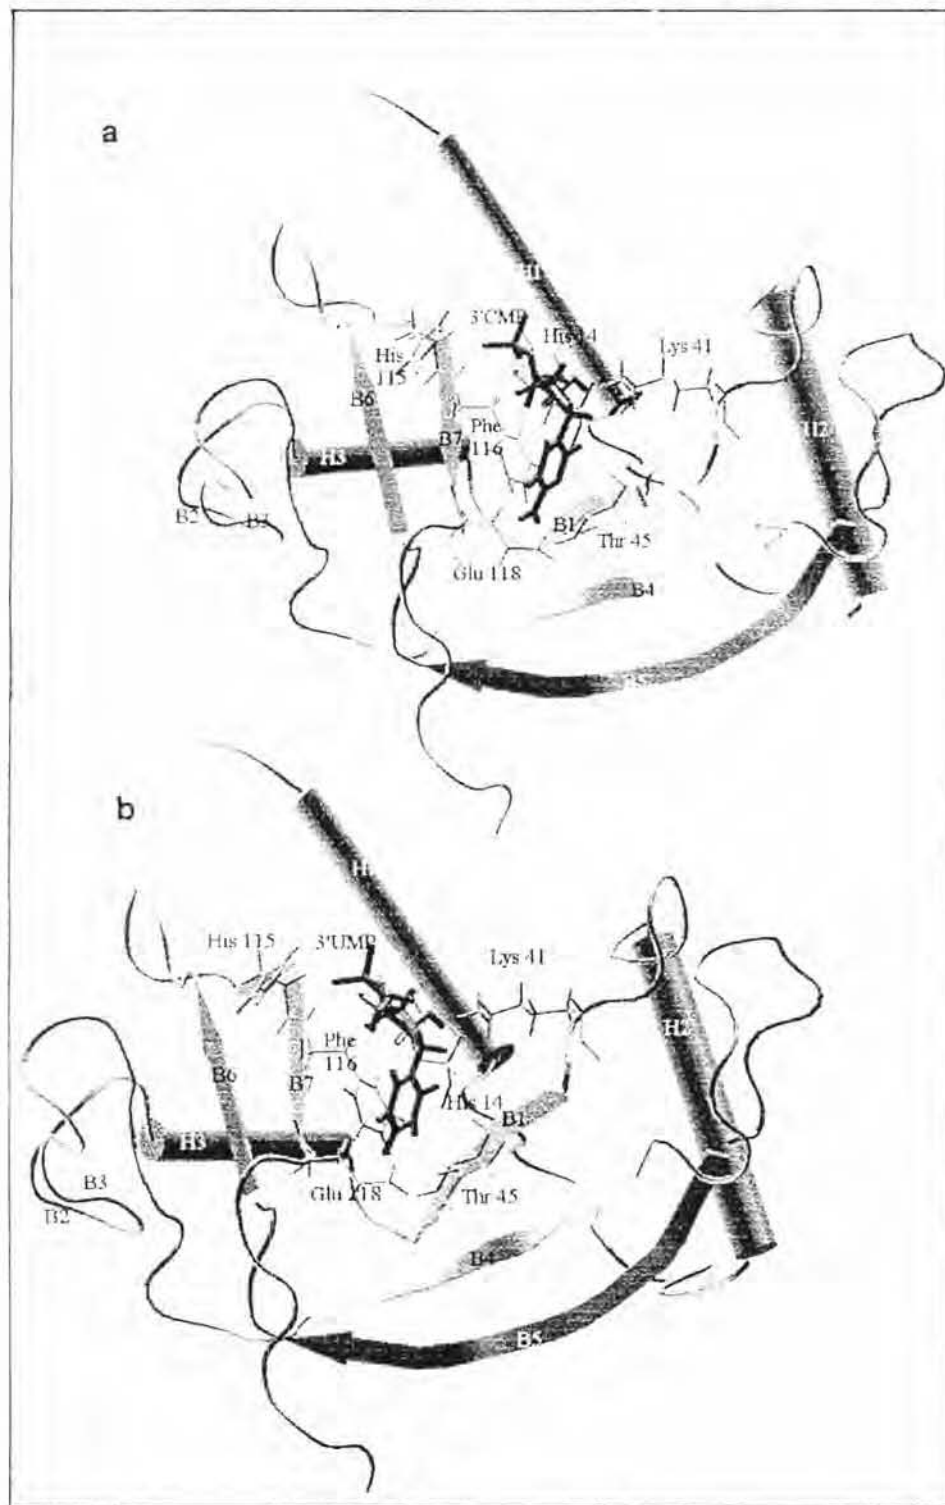 a
3'CMP
His 14
Lys 41
His
115
B6
H2
Phe
116
B7
H3
B2
B1
Thr 45
Glu 118
B4
b
His 115
3'UMP
Lys 41
H2
Phe
116
B6
B7
His 14
B1
H3
B3
Glu 118
Thr 45
B2
B4
B5